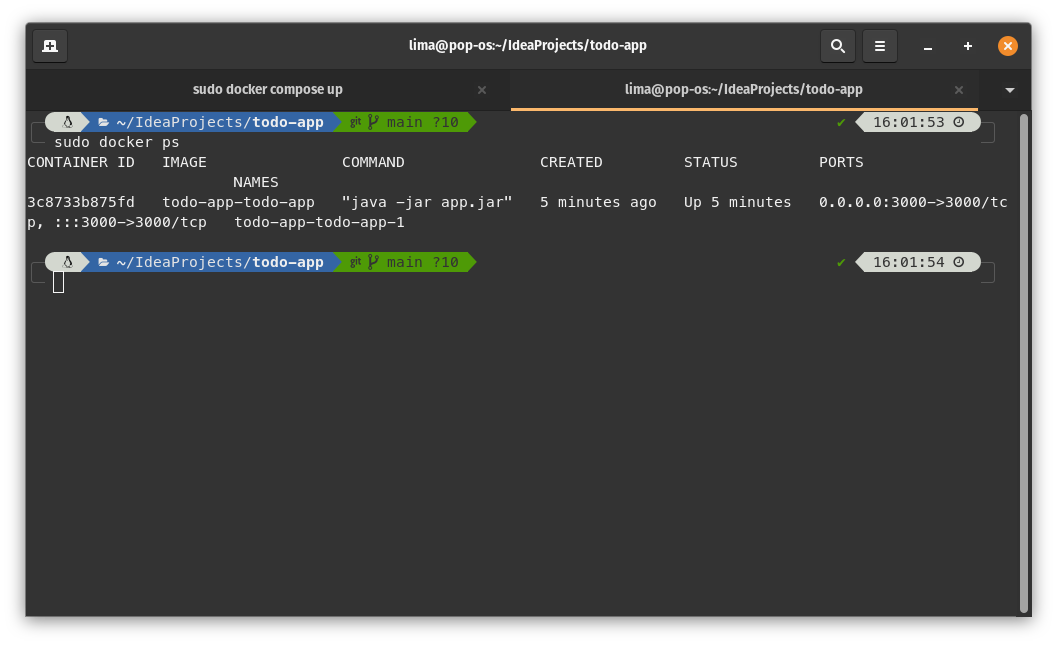 lima@pop-os:~/IdeaProjects/todo-app
sudo docker compose up
lima@pop-os:~/IdeaProjects/todo-app
~/IdeaProjects/todo-app git main ?10 ✔ 16:01:53
sudo docker ps
CONTAINER ID IMAGE COMMAND CREATED STATUS PORTS
NAMES
3c8733b875fd todo-app-todo-app "java -jar app.jar" 5 minutes ago Up 5 minutes 0.0.0.0:3000->3000/tc
p, :::3000->3000/tcp todo-app-todo-app-1
~/IdeaProjects/todo-app git main ?10 ✔ 16:01:54